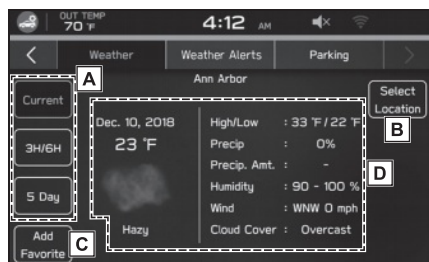 OUT TEMP
70 °F
4:12 AM
Weather
Weather Alerts
Parking
Ann Arbor
A
Current
3H/6H
5 Day
Add
Favorite
C
Select
Location
B
Dec. 10, 2018
23 °F
Hazy
High/Low : 33 °F / 22 °F
Precip : 0%
Precip. Amt. : -
Humidity : 90 - 100 %
Wind : WNW 0 mph
Cloud Cover : Overcast
D